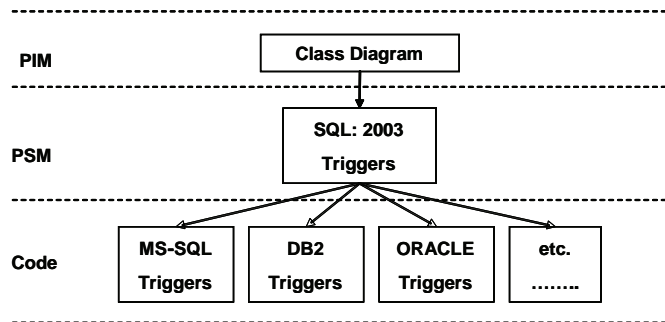 PIM
Class Diagram
PSM
SQL: 2003
Triggers
Code
MS-SQL
Triggers
DB2
Triggers
ORACLE
Triggers
etc.
........